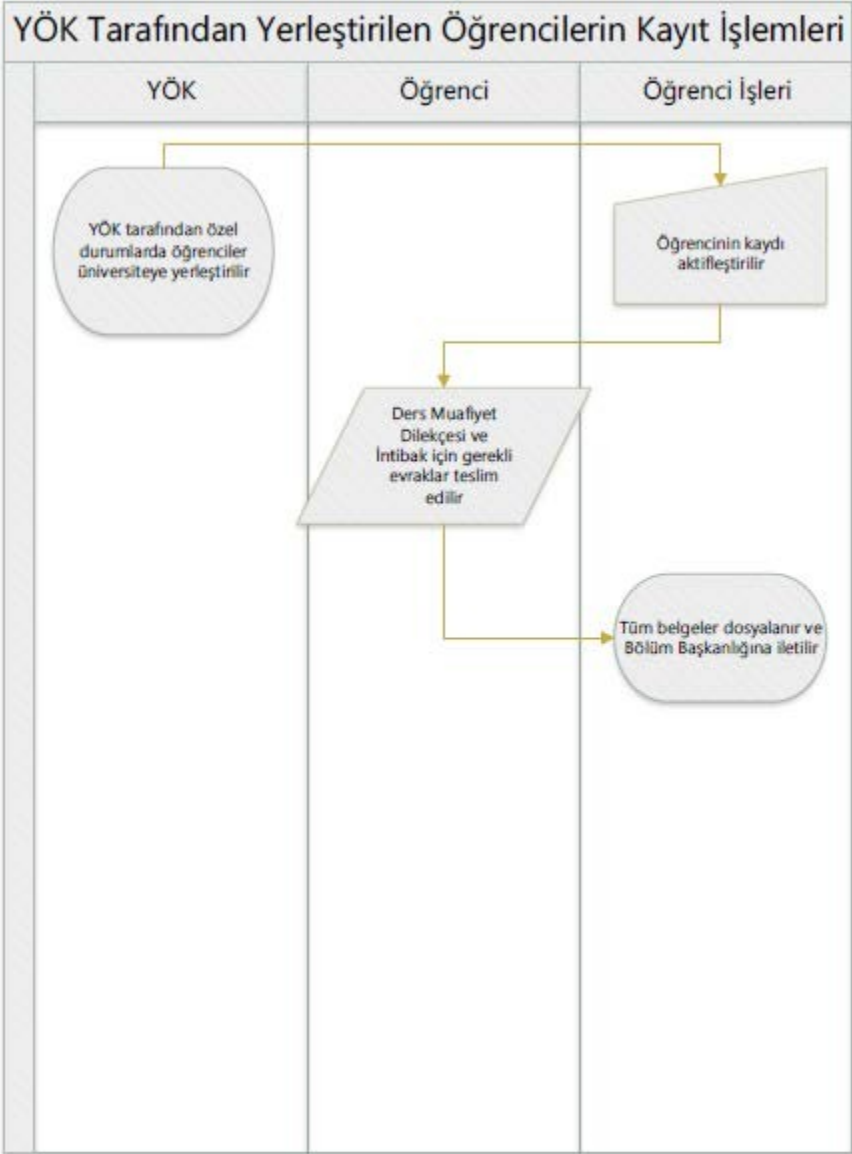 YÖK Tarafından Yerleştirilen Öğrencilerin Kayıt İşlemleri
YÖK
Öğrenci
Öğrenci İşleri
YÖK tarafından özel
durumlarda öğrenciler
üniversiteye yerleştirilir
Öğrencinin kaydı
aktifleştirilir
Ders Muafiyet
Dilekçesi ve
İntibak için gerekli
evraklar teslim
edilir
Tüm belgeler dosyalanır ve
Bölüm Başkanlığına iletilir